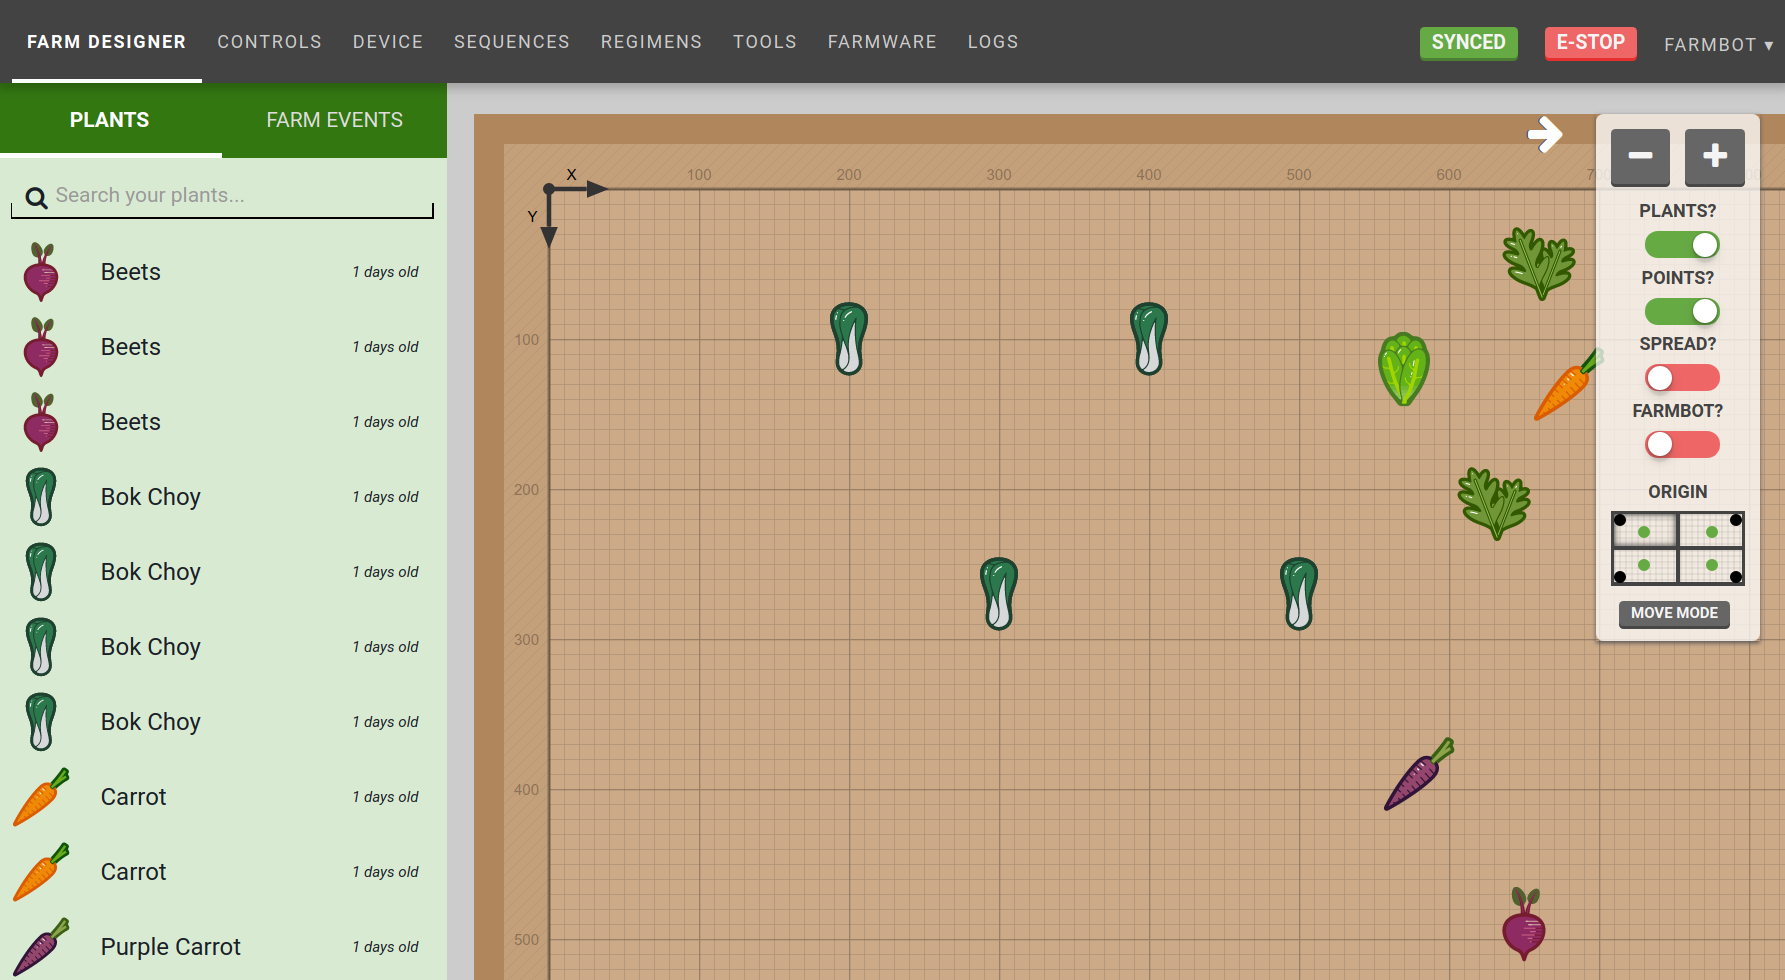 FARM DESIGNER CONTROLS DEVICE SEQUENCES REGIMENS TOOLS FARMWARE LOGS SYNCED E-STOP FARMBOT ▾
PLANTS FARM EVENTS
Search your plants...
Beets 1 days old
Beets 1 days old
Beets 1 days old
Bok Choy 1 days old
Bok Choy 1 days old
Bok Choy 1 days old
Bok Choy 1 days old
Carrot 1 days old
Carrot 1 days old
Purple Carrot 1 days old
X 100 200 300 400 500 600
Y
100
200
300
400
500
PLANTS?
POINTS?
SPREAD?
FARMBOT?
ORIGIN
MOVE MODE